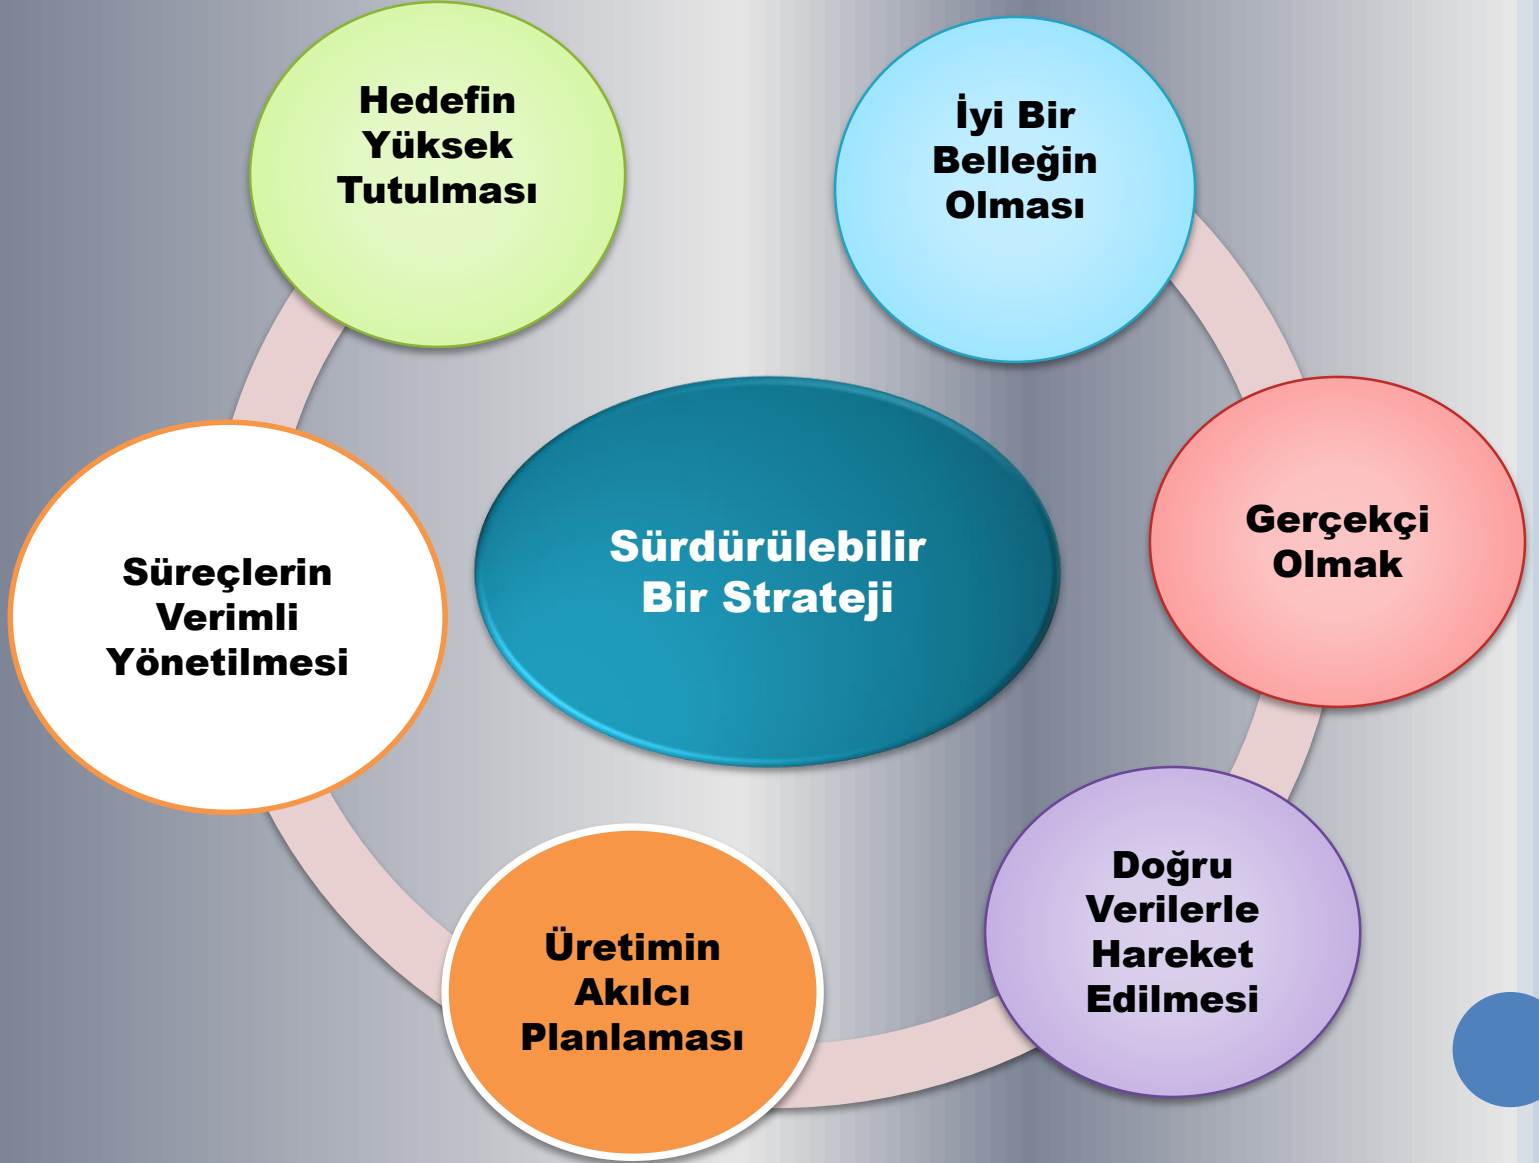 Hedefin
Yüksek
Tutulması
İyi Bir
Belleğin
Olması
Gerçekçi
Olmak
Sürdürülebilir
Bir Strateji
Süreçlerin
Verimli
Yönetilmesi
Doğru
Verilerle
Hareket
Edilmesi
Üretimin
Akılcı
Planlaması